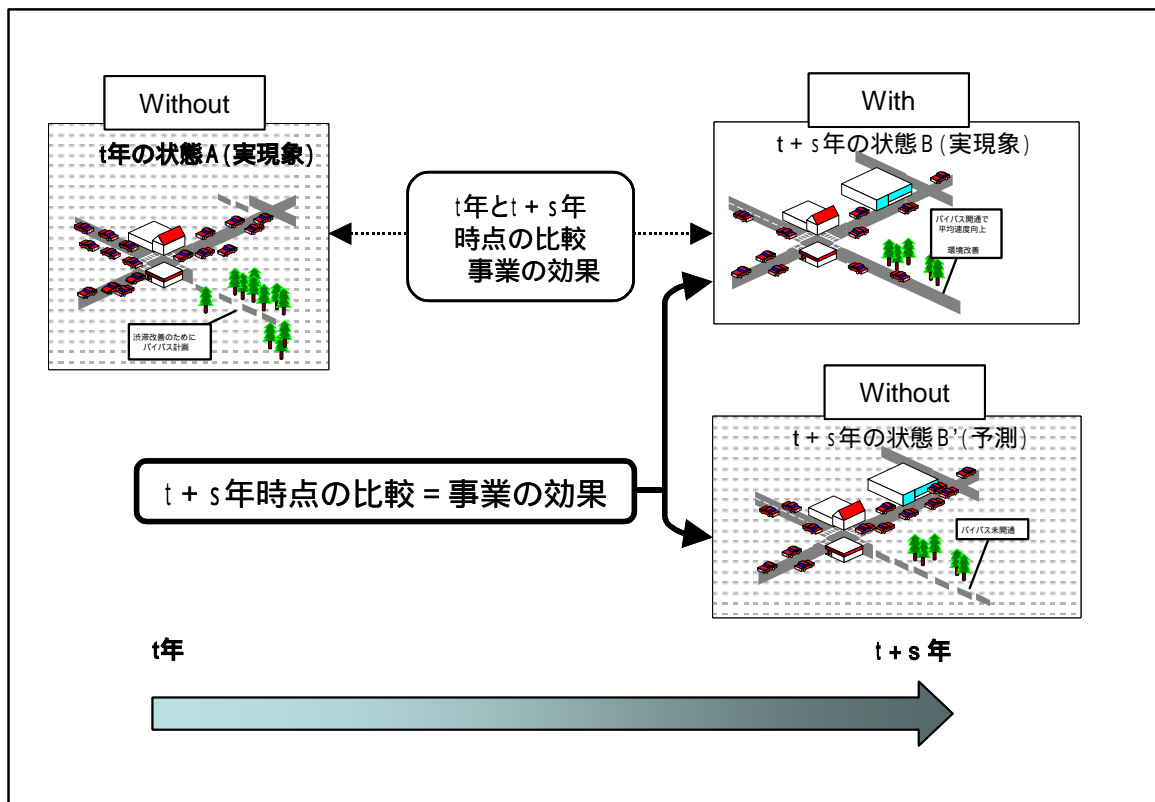 Without
t年の状態A(実現象)
渋滞改善のために
バイパス計画
t年とt+s年
時点の比較
事業の効果
With
t+s年の状態B(実現象)
バイパス開通で
平均速度向上
環境改善
Without
t+s年の状態B'(予測)
バイパス未開通
t+s年時点の比較=事業の効果
t年
t+s年